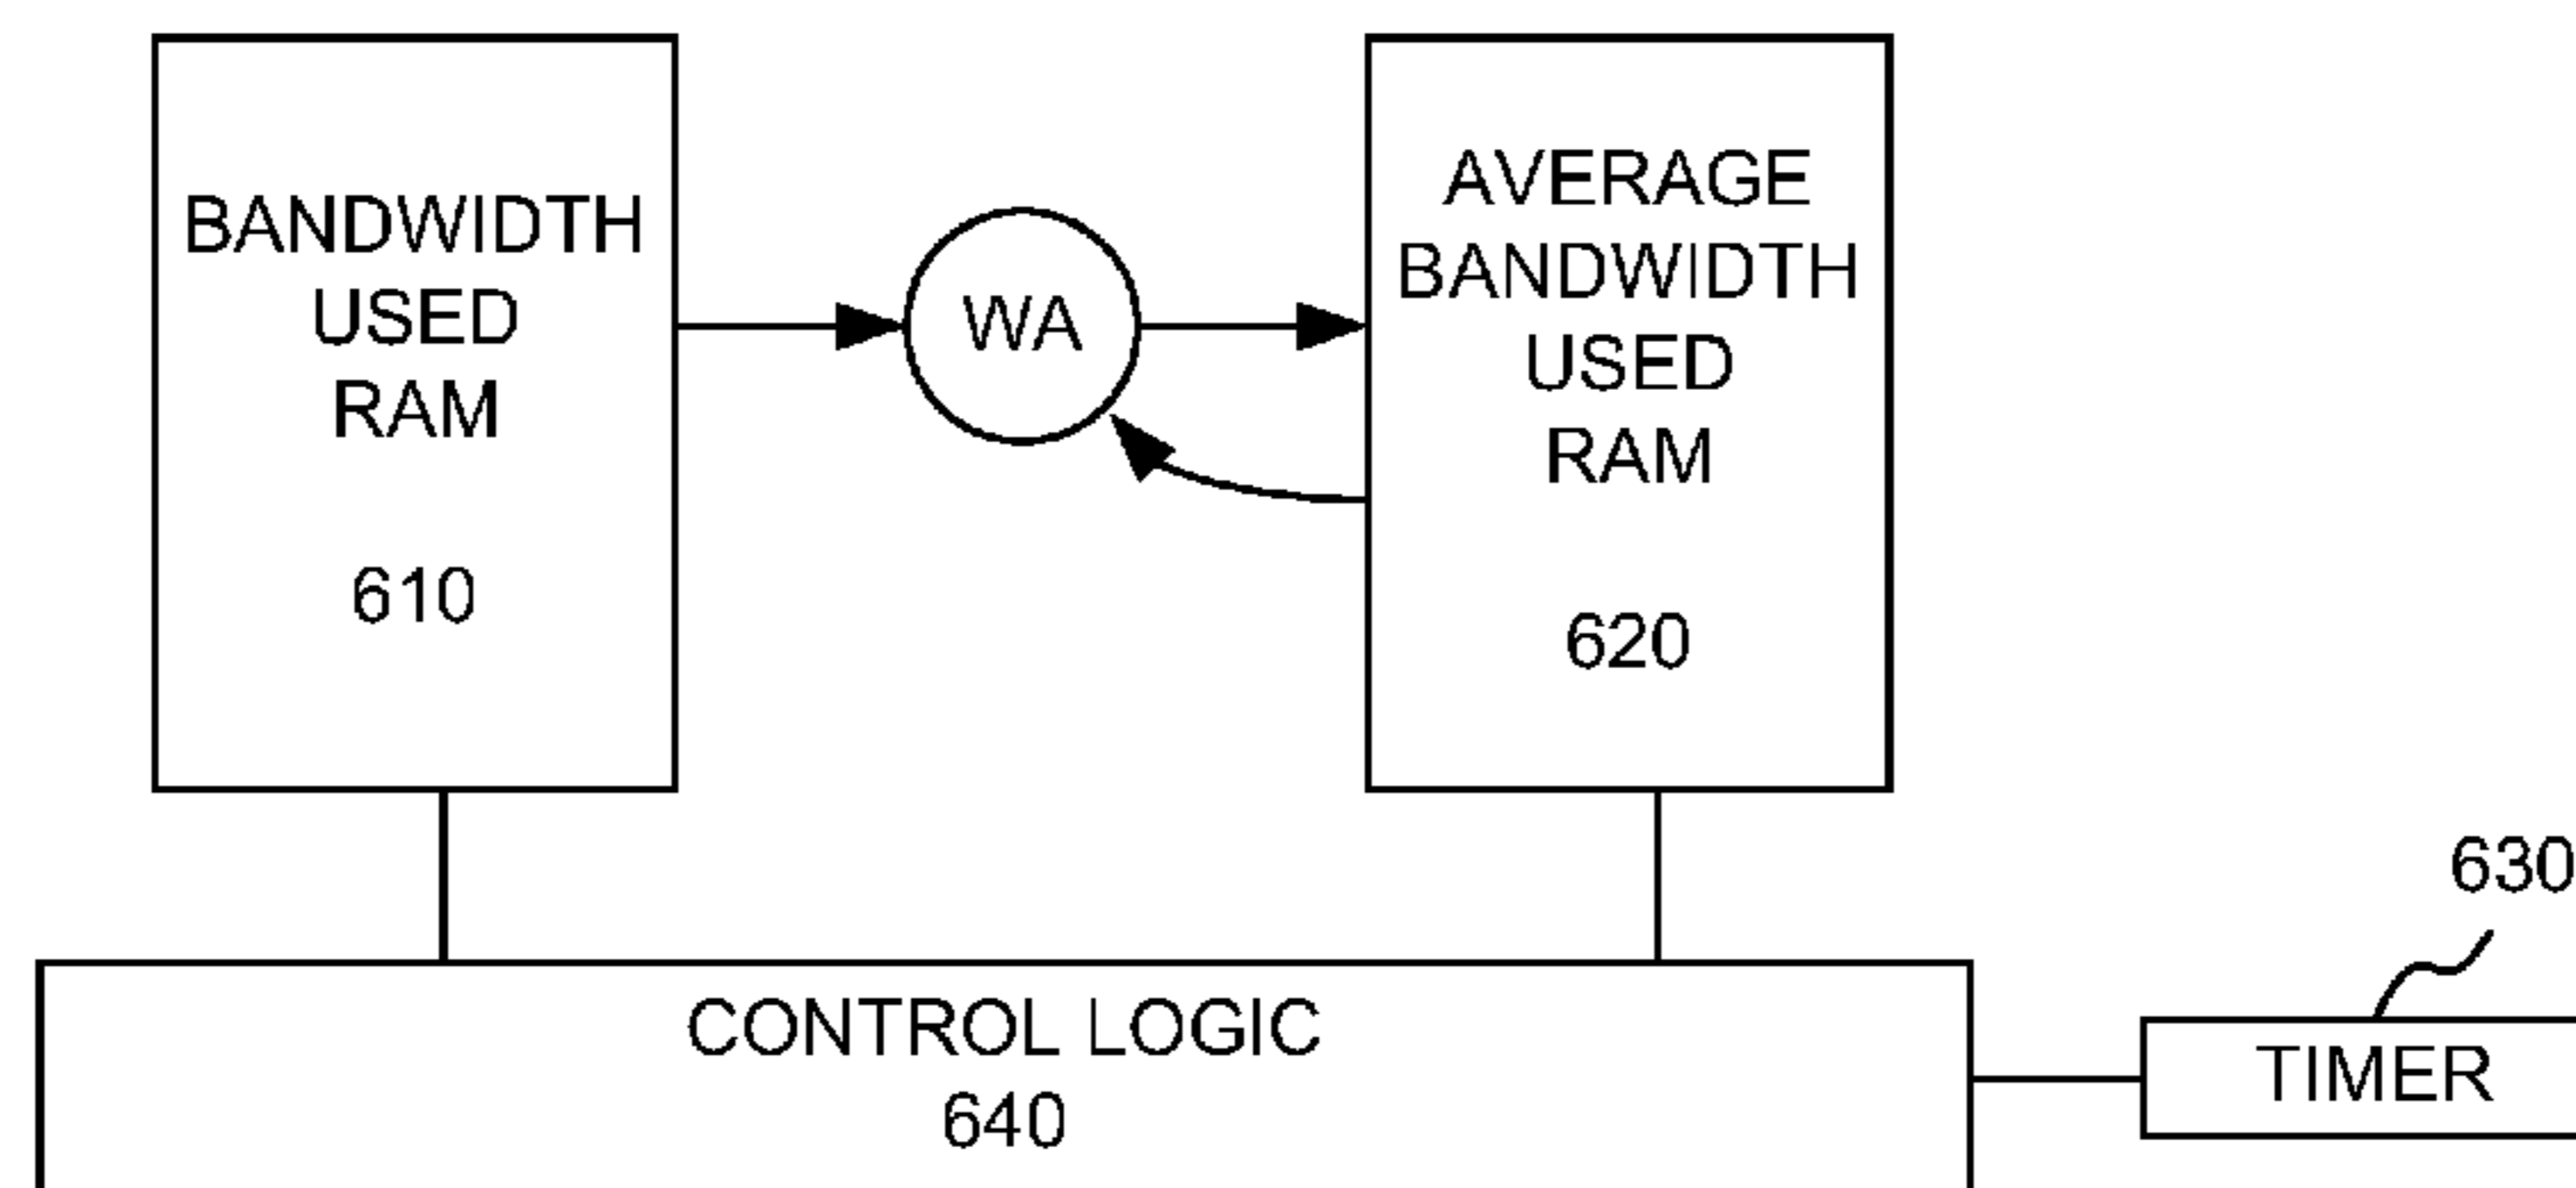 BANDWIDTH
USED
RAM
610
WA
AVERAGE
BANDWIDTH
USED
RAM
620
630
CONTROL LOGIC
640
TIMER